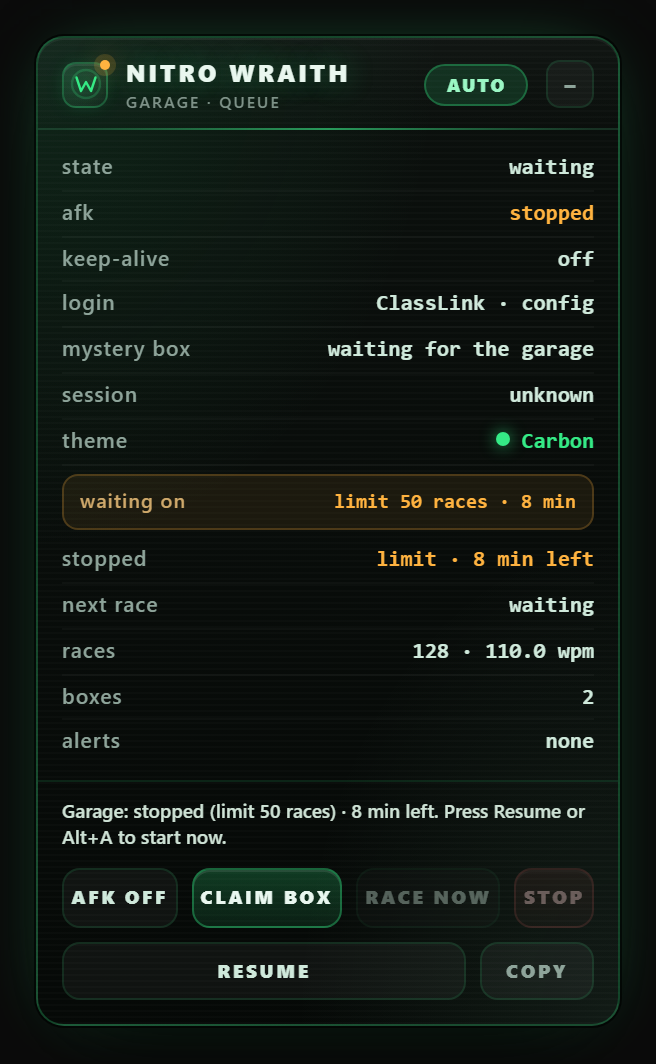 NITRO WRAITH
GARAGE · QUEUE
AUTO
–
state waiting
afk stopped
keep-alive off
login ClassLink · config
mystery box waiting for the garage
session unknown
theme Carbon
waiting on limit 50 races · 8 min
stopped limit · 8 min left
next race waiting
races 128 · 110.0 wpm
boxes 2
alerts none
Garage: stopped (limit 50 races) · 8 min left. Press Resume or
Alt+A to start now.
AFK OFF CLAIM BOX RACE NOW STOP
RESUME COPY